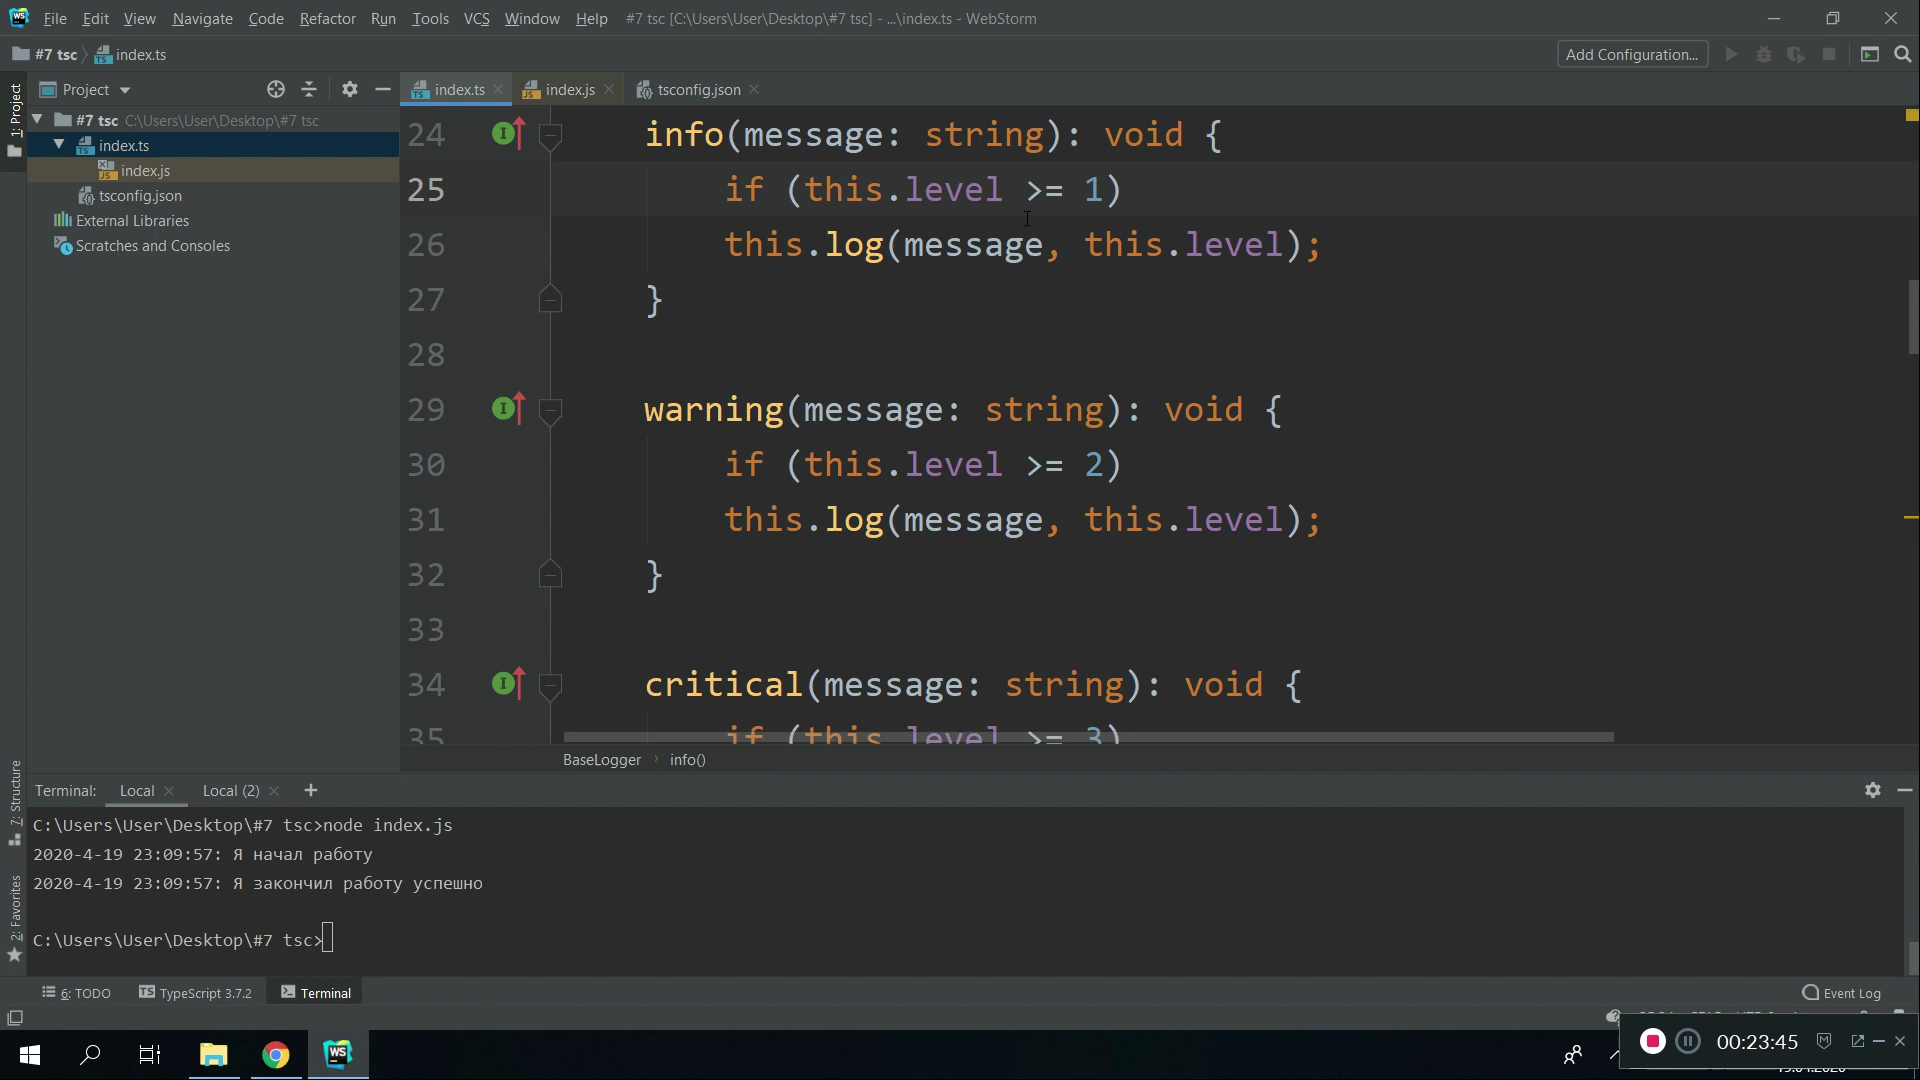 File Edit View Navigate Code Refactor Run Tools VCS Window Help #7 tsc [C:\Users\User\Desktop\#7 tsc] - ...\index.ts - WebStorm
#7 tsc index.ts Add Configuration...
1: Project
Project
index.ts index.js tsconfig.json
#7 tsc C:\Users\User\Desktop\#7 tsc
index.ts
index.js
tsconfig.json
External Libraries
Scratches and Consoles
24 info(message: string): void {
25 if (this.level >= 1)
26 this.log(message, this.level);
27 }
28
29 warning(message: string): void {
30 if (this.level >= 2)
31 this.log(message, this.level);
32 }
33
34 critical(message: string): void {
35 if (this.level >= 3)
BaseLogger info()
7: Structure
2: Favorites
Terminal: Local Local (2) +
C:\Users\User\Desktop\#7 tsc>node index.js
2020-4-19 23:09:57: Я начал работу
2020-4-19 23:09:57: Я закончил работу успешно
C:\Users\User\Desktop\#7 tsc>
6: TODO TypeScript 3.7.2 Terminal Event Log
00:23:45